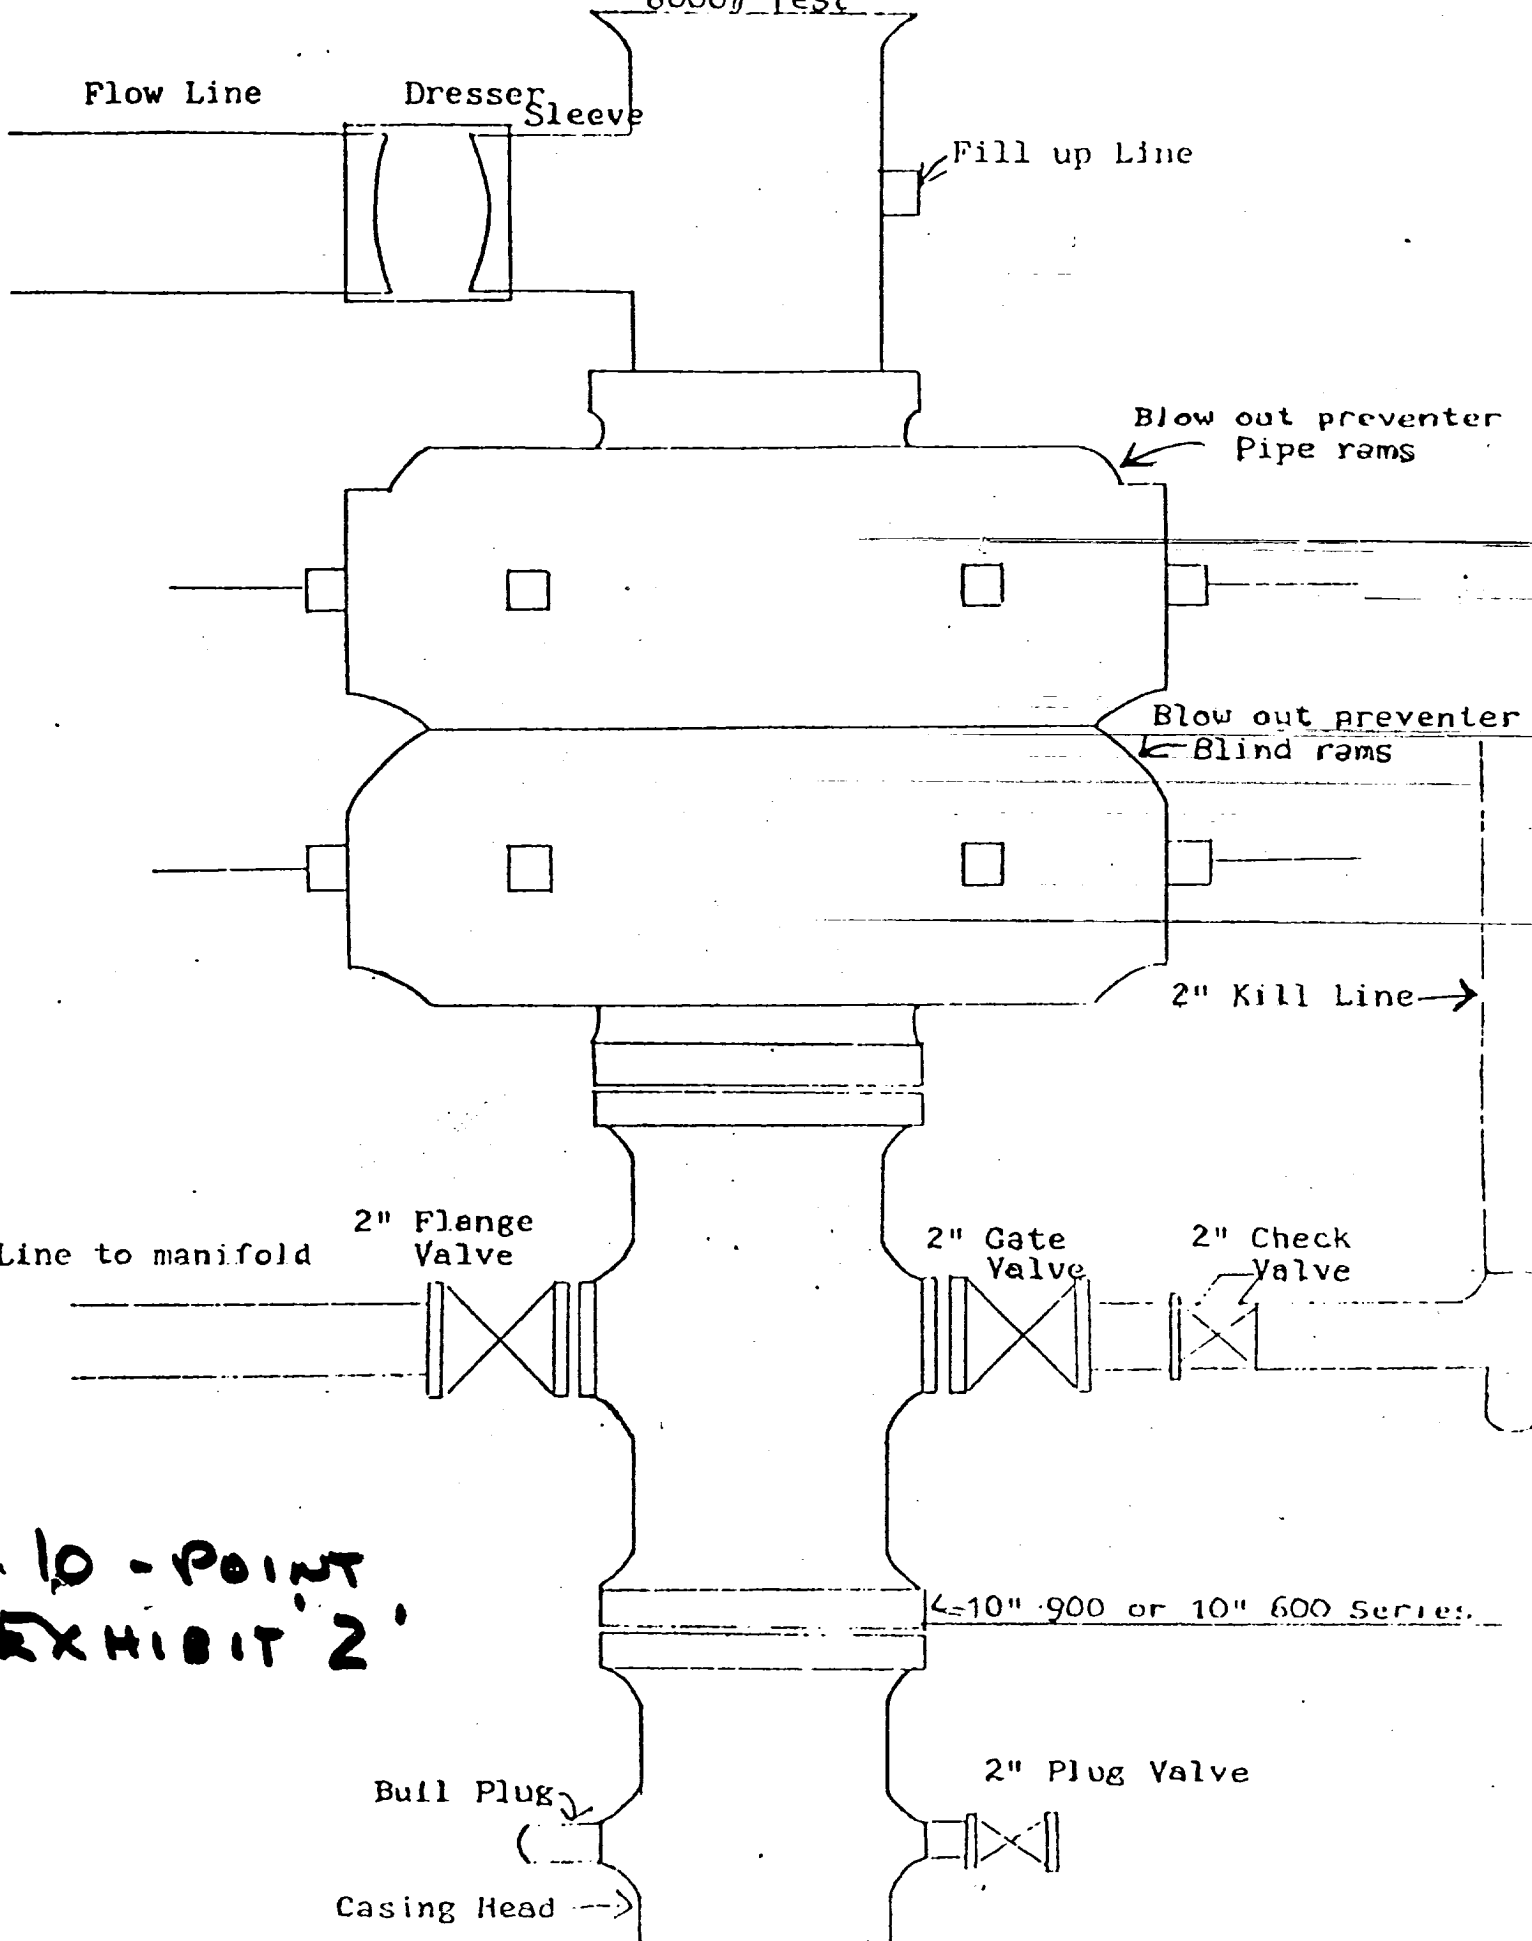 Test
Flow Line
Dresser
Sleeve
Fill up Line
Blow out preventer
Pipe rams
Blow out preventer
Blind rams
2" Kill Line
2" Flange
Valve
Line to manifold
2" Gate
Valve
2" Check
Valve
10 - POINT
EXHIBIT '2'
10" 900 or 10" 600 Series
2" Plug Valve
Bull Plug
Casing Head